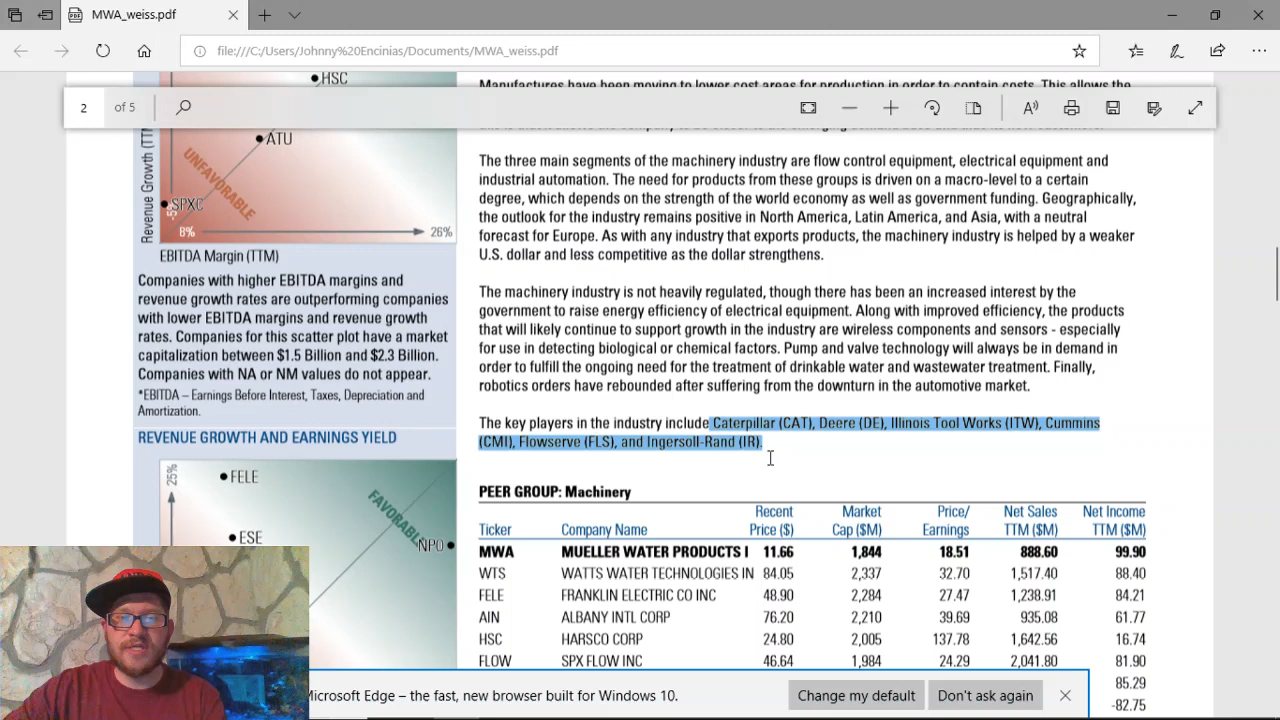 MWA_weiss.pdf
file:///C:/Users/Johnny%20Encinias/Documents/MWA_weiss.pdf
2 of 5
HSC
ATU
UNFAVORABLE
SPXC
Revenue Growth (TTM
-5
8%
26%
EBITDA Margin (TTM)
Companies with higher EBITDA margins and
revenue growth rates are outperforming companies
with lower EBITDA margins and revenue growth
rates. Companies for this scatter plot have a market
capitalization between $1.5 Billion and $2.3 Billion.
Companies with NA or NM values do not appear.
*EBITDA – Earnings Before Interest, Taxes, Depreciation and
Amortization.
REVENUE GROWTH AND EARNINGS YIELD
25%
FELE
FAVORABLE
ESE
NPO
Manufactures have been moving to lower cost areas for production in order to contain costs. This allows the
The three main segments of the machinery industry are flow control equipment, electrical equipment and
industrial automation. The need for products from these groups is driven on a macro-level to a certain
degree, which depends on the strength of the world economy as well as government funding. Geographically,
the outlook for the industry remains positive in North America, Latin America, and Asia, with a neutral
forecast for Europe. As with any industry that exports products, the machinery industry is helped by a weaker
U.S. dollar and less competitive as the dollar strengthens.
The machinery industry is not heavily regulated, though there has been an increased interest by the
government to raise energy efficiency of electrical equipment. Along with improved efficiency, the products
that will likely continue to support growth in the industry are wireless components and sensors - especially
for use in detecting biological or chemical factors. Pump and valve technology will always be in demand in
order to fulfill the ongoing need for the treatment of drinkable water and wastewater treatment. Finally,
robotics orders have rebounded after suffering from the downturn in the automotive market.
The key players in the industry include Caterpillar (CAT), Deere (DE), Illinois Tool Works (ITW), Cummins
(CMI), Flowserve (FLS), and Ingersoll-Rand (IR).
PEER GROUP: Machinery
Recent Market Price/ Net Sales Net Income
Ticker Company Name Price ($) Cap ($M) Earnings TTM ($M) TTM ($M)
MWA MUELLER WATER PRODUCTS I 11.66 1,844 18.51 888.60 99.90
WTS WATTS WATER TECHNOLOGIES IN 84.05 2,337 32.70 1,517.40 88.40
FELE FRANKLIN ELECTRIC CO INC 48.90 2,284 27.47 1,238.91 84.21
AIN ALBANY INTL CORP 76.20 2,210 39.69 935.08 61.77
HSC HARSCO CORP 24.80 2,005 137.78 1,642.56 16.74
FLOW SPX FLOW INC 46.64 1,984 24.29 2,041.80 81.90
85.29
-82.75
Microsoft Edge – the fast, new browser built for Windows 10.
Change my default
Don't ask again